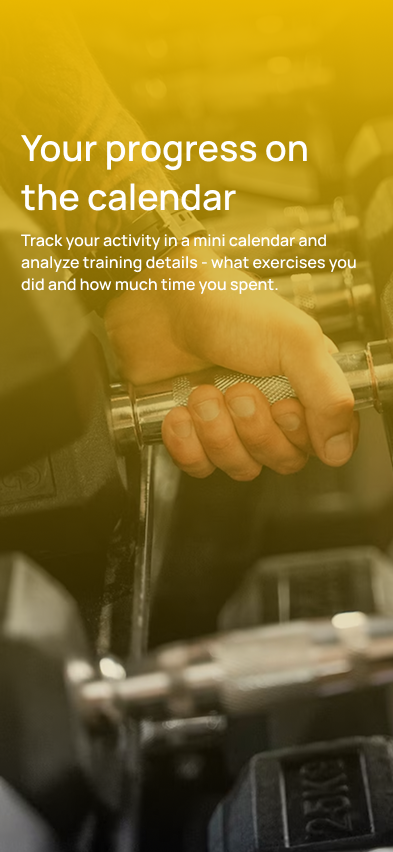 Your progress on
the calendar
Track your activity in a mini calendar and
analyze training details - what exercises you
did and how much time you spent.
25KG